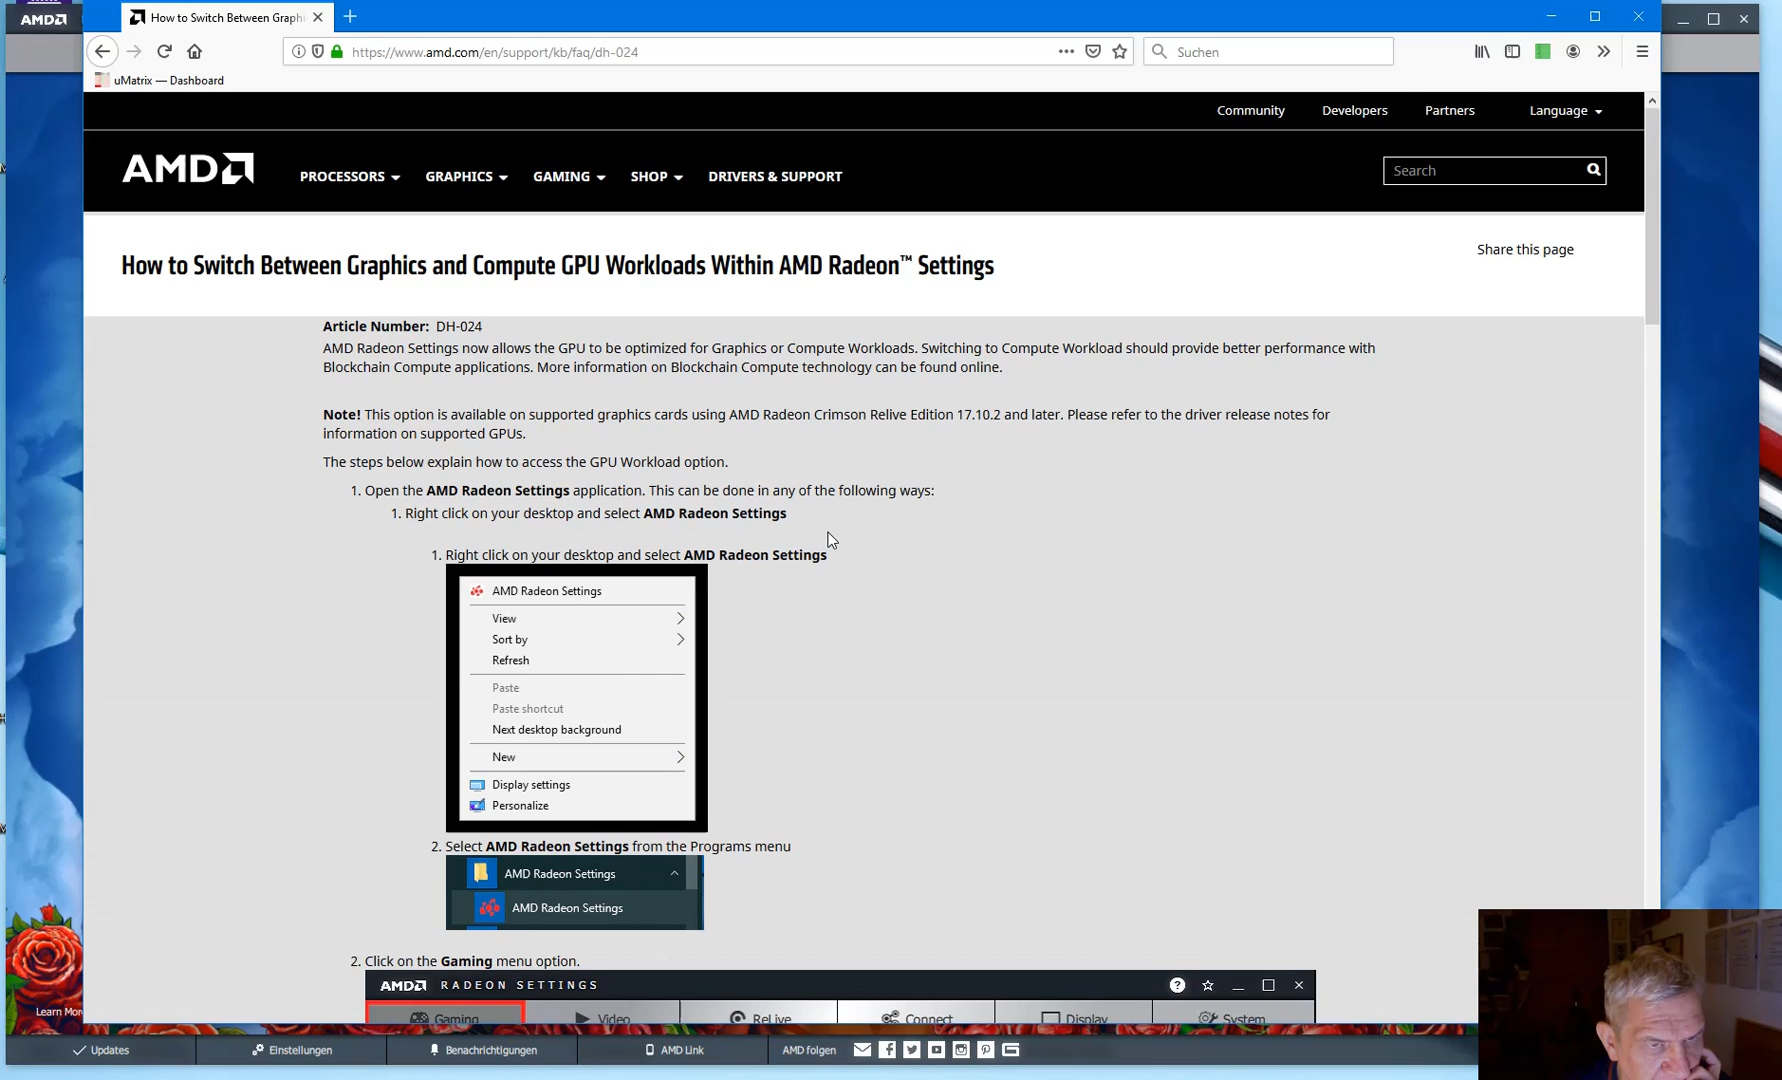 AMD
How to Switch Between Graphi
https://www.amd.com/en/support/kb/faq/dh-024
Suchen
uMatrix — Dashboard
Community Developers Partners Language
AMD PROCESSORS GRAPHICS GAMING SHOP DRIVERS & SUPPORT Search
How to Switch Between Graphics and Compute GPU Workloads Within AMD Radeon™ Settings
Share this page
Article Number: DH-024
AMD Radeon Settings now allows the GPU to be optimized for Graphics or Compute Workloads. Switching to Compute Workload should provide better performance with
Blockchain Compute applications. More information on Blockchain Compute technology can be found online.
Note! This option is available on supported graphics cards using AMD Radeon Crimson Relive Edition 17.10.2 and later. Please refer to the driver release notes for
information on supported GPUs.
The steps below explain how to access the GPU Workload option.
1. Open the AMD Radeon Settings application. This can be done in any of the following ways:
1. Right click on your desktop and select AMD Radeon Settings
1. Right click on your desktop and select AMD Radeon Settings
AMD Radeon Settings
View
Sort by
Refresh
Paste
Paste shortcut
Next desktop background
New
Display settings
Personalize
2. Select AMD Radeon Settings from the Programs menu
AMD Radeon Settings
AMD Radeon Settings
2. Click on the Gaming menu option.
AMD RADEON SETTINGS
Gaming Video ReLive Connect Display System
Learn Mor
Updates Einstellungen Benachrichtigungen AMD Link AMD folgen